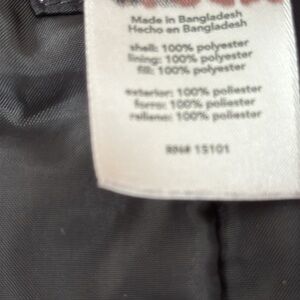 Made in Bangladesh
Hecho en Bangladesh
shell: 100% polyester
lining: 100% polyester
fill: 100% polyester
exterior: 100% poliester
forro: 100% poliester
relleno: 100% poliester
RN# 15101